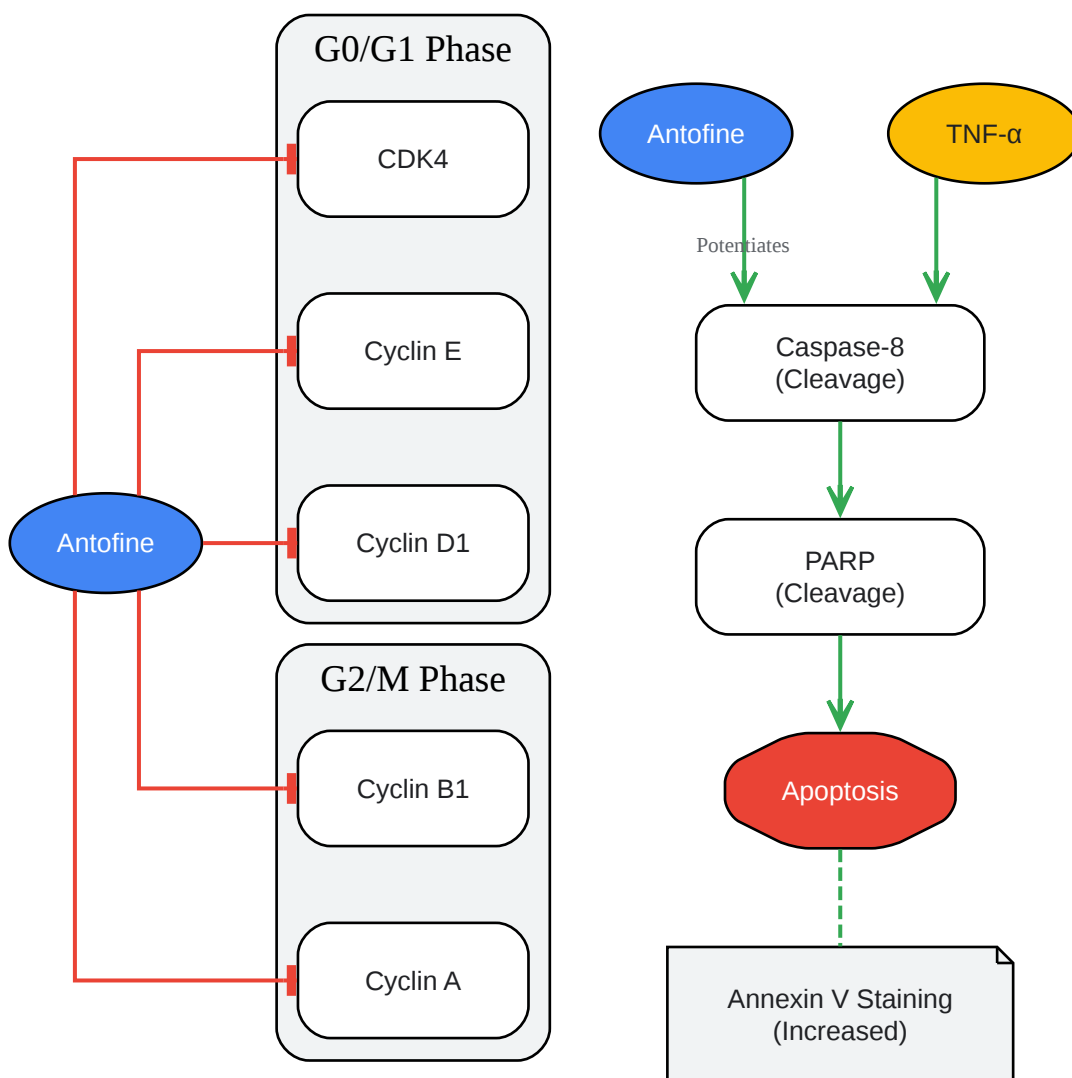 G0/G1 Phase
CDK4
Cyclin E
Cyclin D1
Antofine
G2/M Phase
Cyclin B1
Cyclin A
Antofine
TNF-α
Potentiates
Caspase-8
(Cleavage)
PARP
(Cleavage)
Apoptosis
Annexin V Staining
(Increased)